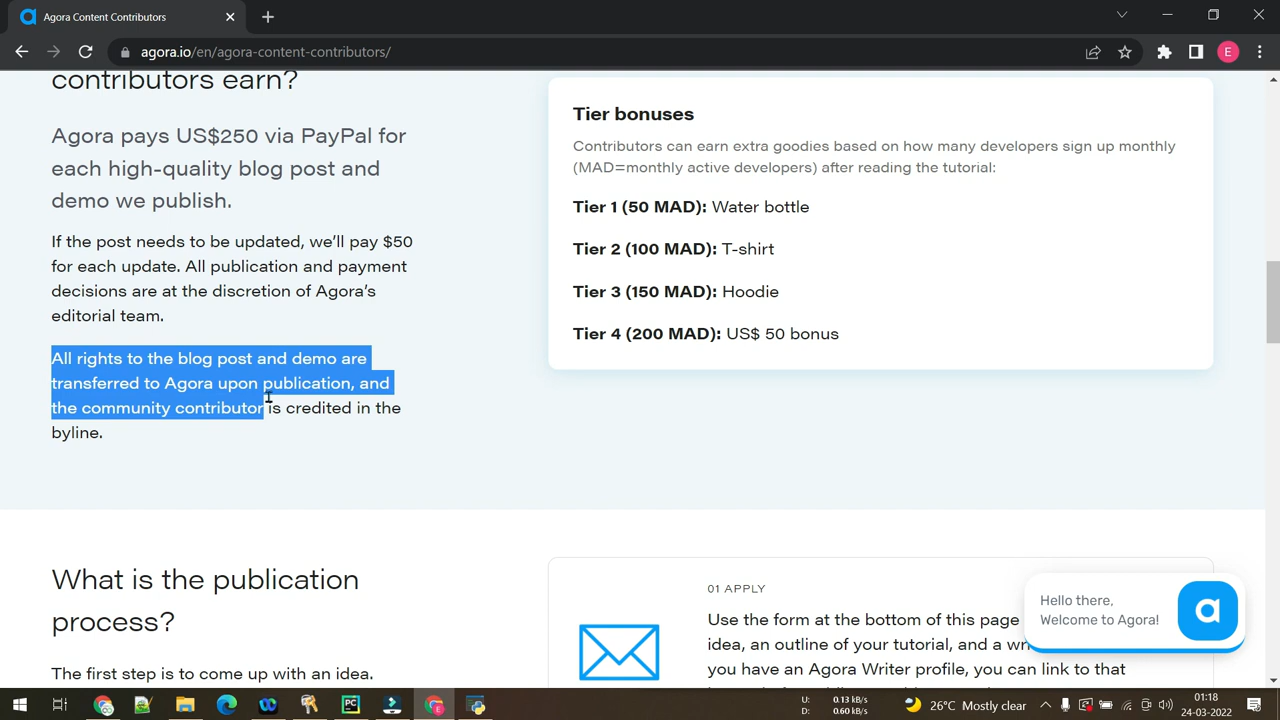 Agora Content Contributors
agora.io/en/agora-content-contributors/
E
contributors earn?
Agora pays US$250 via PayPal for
each high-quality blog post and
demo we publish.
If the post needs to be updated, we'll pay $50
for each update. All publication and payment
decisions are at the discretion of Agora's
editorial team.
All rights to the blog post and demo are
transferred to Agora upon publication, and
the community contributor is credited in the
byline.
Tier bonuses
Contributors can earn extra goodies based on how many developers sign up monthly
(MAD=monthly active developers) after reading the tutorial:
Tier 1 (50 MAD): Water bottle
Tier 2 (100 MAD): T-shirt
Tier 3 (150 MAD): Hoodie
Tier 4 (200 MAD): US$ 50 bonus
What is the publication
process?
The first step is to come up with an idea.
01 APPLY
Use the form at the bottom of this page
idea, an outline of your tutorial, and a wr
you have an Agora Writer profile, you can link to that
Hello there,
Welcome to Agora!
a
U: 0.13 kB/s
D: 0.60 kB/s
26°C Mostly clear
01:18
24-03-2022